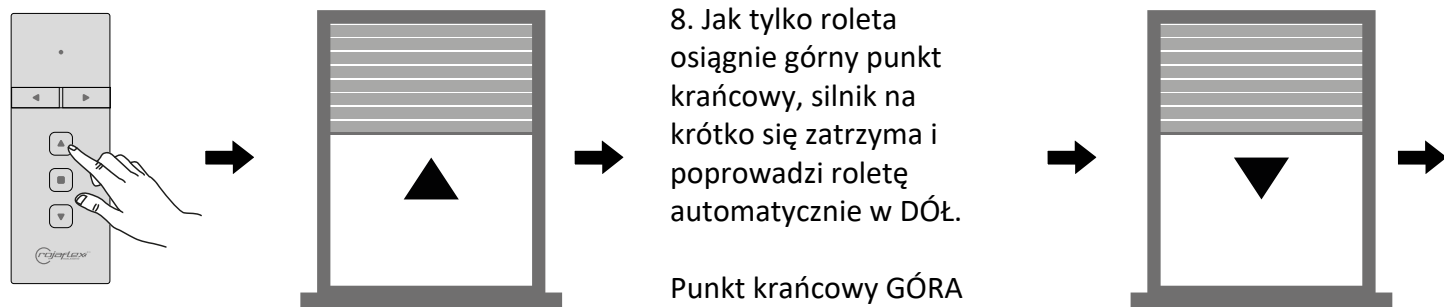 8. Jak tylko roleta
osiągnie górny punkt
krańcowy, silnik na
krótko się zatrzyma i
poprowadzi roletę
automatycznie w DÓŁ.
Punkt krańcowy GÓRA
rojaflex